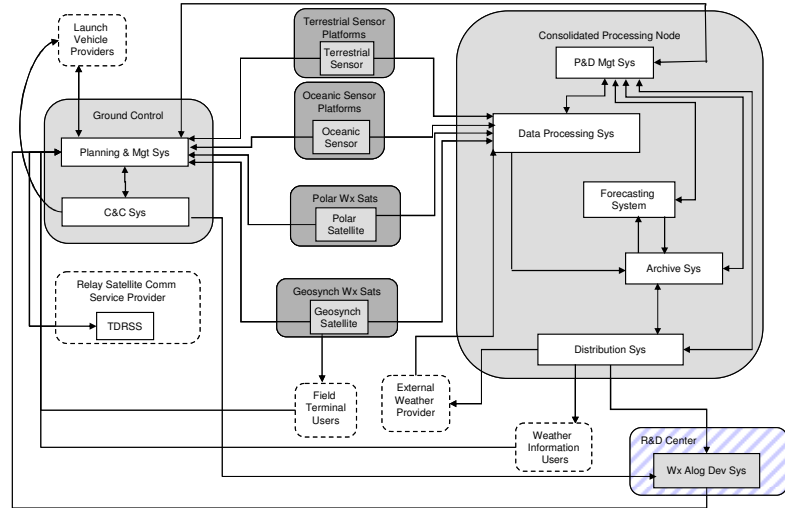 Launch
Vehicle
Providers
Terrestrial Sensor
Platforms
Terrestrial
Sensor
Consolidated Processing Node
P&D Mgt Sys
Ground Control
Planning & Mgt Sys
C&C Sys
Oceanic Sensor
Platforms
Oceanic
Sensor
Data Processing Sys
Polar Wx Sats
Polar
Satellite
Forecasting
System
Archive Sys
Relay Satellite Comm
Service Provider
TDRSS
Geosynch Wx Sats
Geosynch
Satellite
Distribution Sys
Field
Terminal
Users
External
Weather
Provider
Weather
Information
Users
R&D Center
Wx Alog Dev Sys